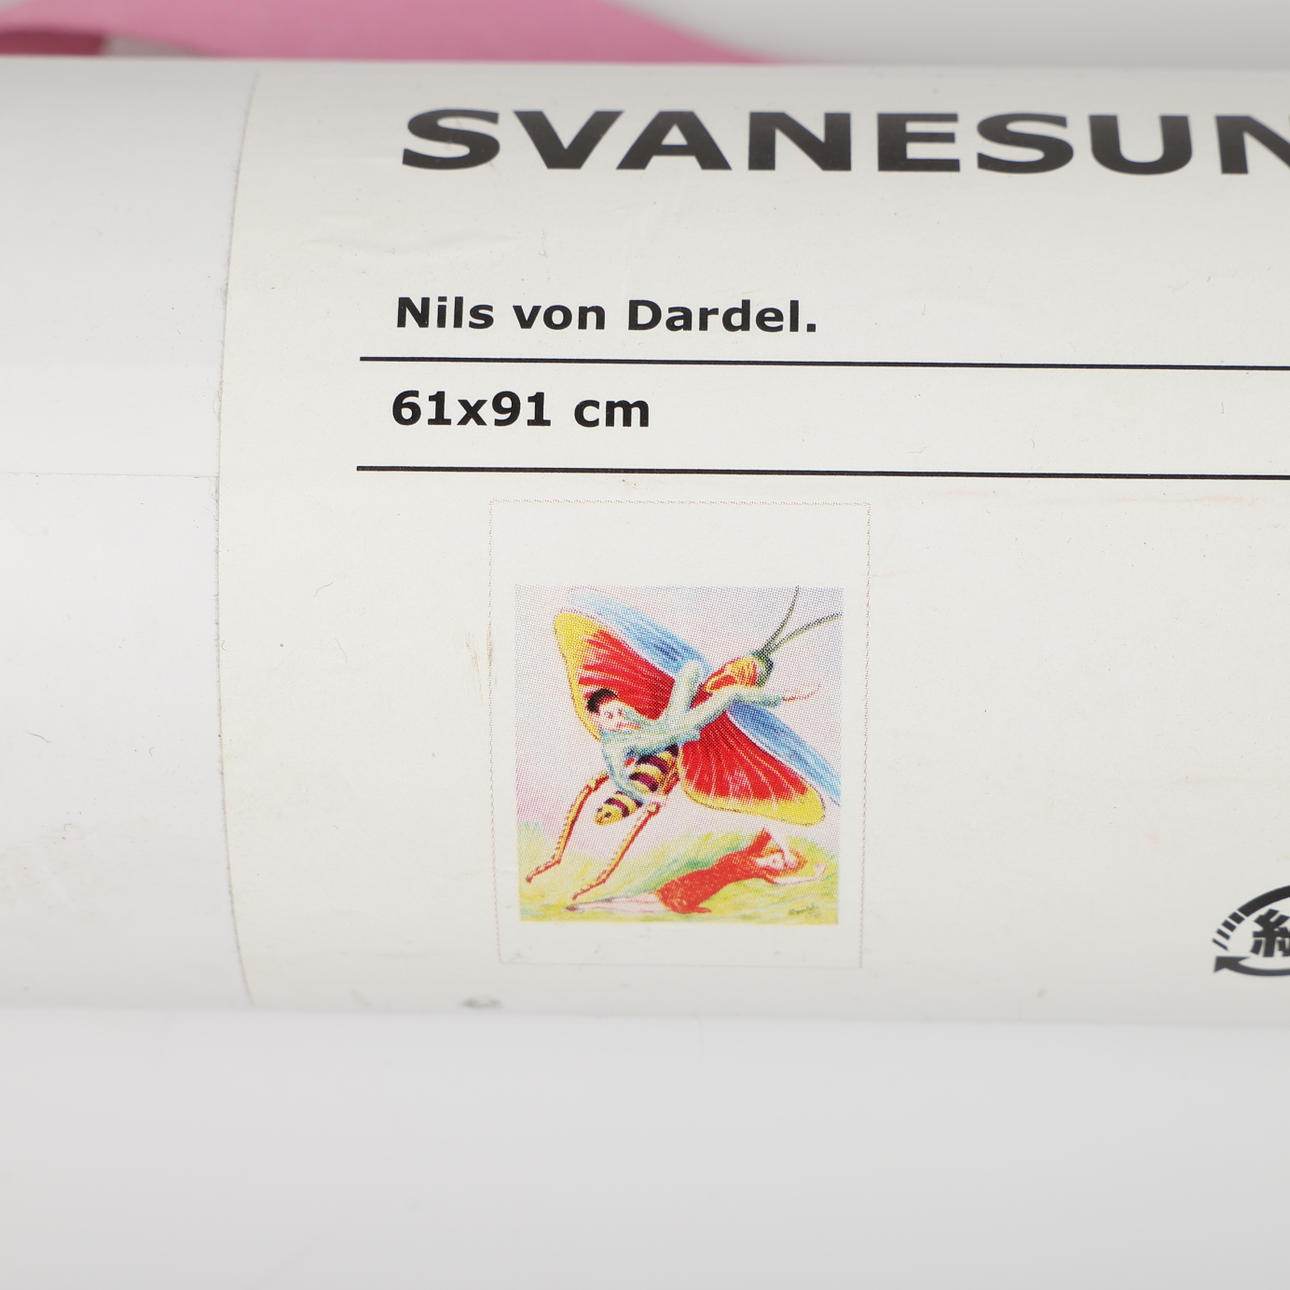 SVANESUN
Nils von Dardel.
61x91 cm